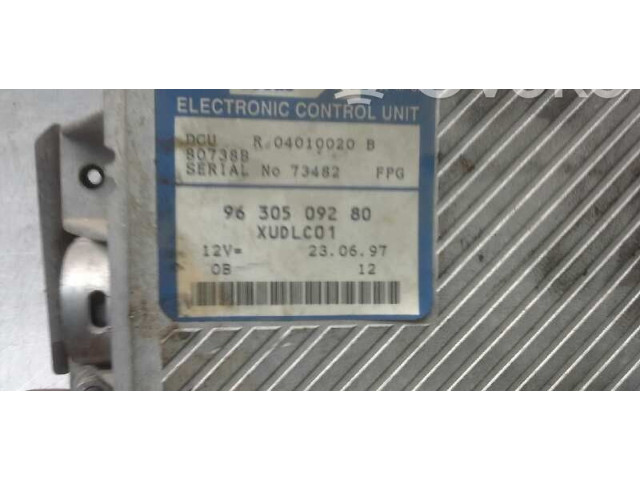 ELECTRONIC CONTROL UNIT
DCU R.04010020 B
80738B
SERIAL No 73482 FPG
96 305 092 80
XUDLC01
12V= 23.06.97
0B 12